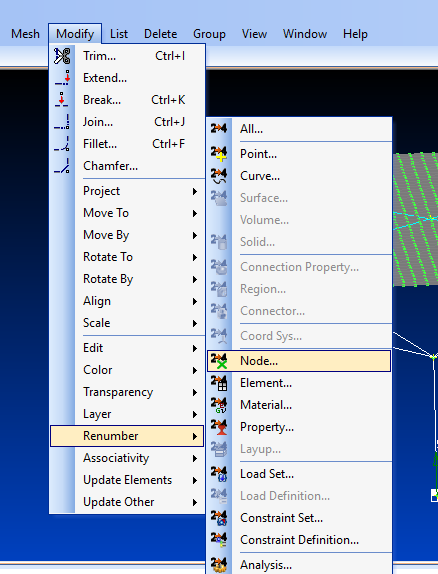 Mesh Modify List Delete Group View Window Help
Trim... Ctrl+I
Extend...
Break... Ctrl+K
Join... Ctrl+J
Fillet... Ctrl+F
Chamfer...
Project
Move To
Move By
Rotate To
Rotate By
Align
Scale
Edit
Color
Transparency
Layer
Renumber
Associativity
Update Elements
Update Other
All...
Point...
Curve...
Surface...
Volume...
Solid...
Connection Property...
Region...
Connector...
Coord Sys...
Node...
Element...
Material...
Property...
Layup...
Load Set...
Load Definition...
Constraint Set...
Constraint Definition...
Analysis...